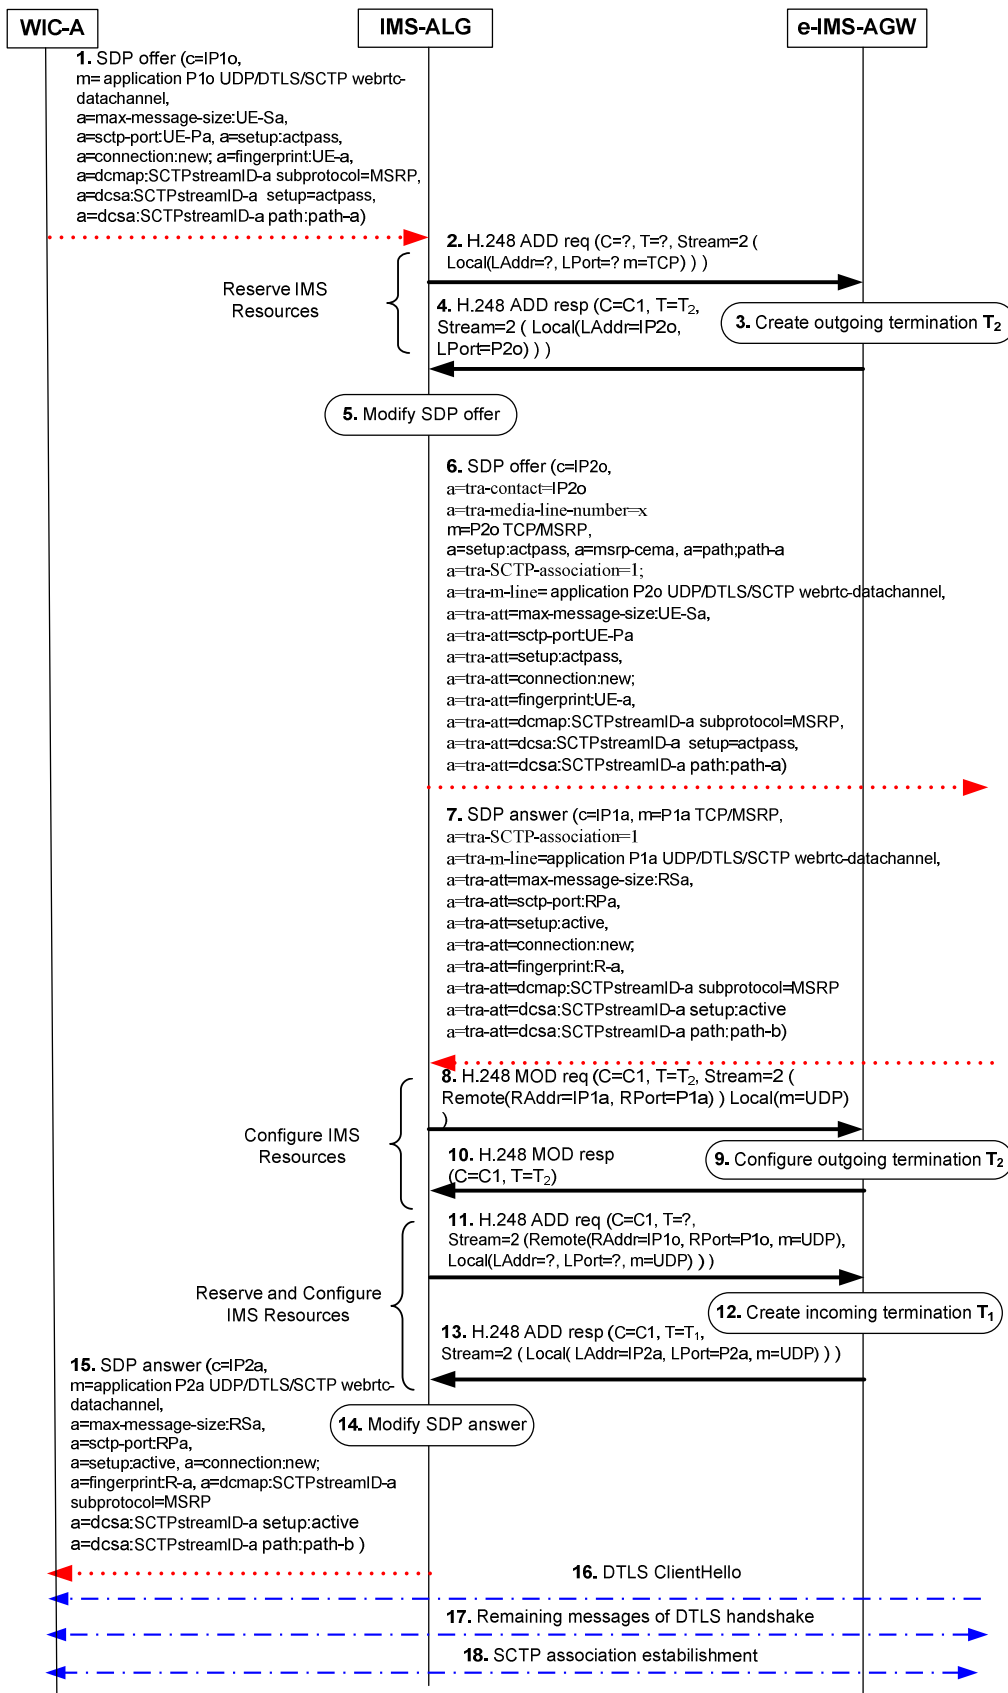 WIC-A
IMS-ALG
e-IMS-AGW
1. SDP offer (c=IP1o,
m= application P1o UDP/DTLS/SCTP webrtc-
datachannel,
a=max-message-size:UE-Sa,
a=sctp-port:UE-Pa, a=setup:actpass,
a=connection:new; a=fingerprint:UE-a,
a=dcmap:SCTPstreamID-a subprotocol=MSRP,
a=dcsa:SCTPstreamID-a setup=actpass,
a=dcsa:SCTPstreamID-a path:path-a)
2. H.248 ADD req (C=?, T=?, Stream=2 (
Local(LAddr=?, LPort=? m=TCP) ) )
Reserve IMS
Resources
4. H.248 ADD resp (C=C1, T=T2,
Stream=2 ( Local(LAddr=IP2o,
LPort=P2o) ) )
3. Create outgoing termination T2
5. Modify SDP offer
6. SDP offer (c=IP2o,
a=tra-contact=IP2o
a=tra-media-line-number=x
m=P2o TCP/MSRP,
a=setup:actpass, a=msrp-cema, a=path;path-a
a=tra-SCTP-association=1;
a=tra-m-line= application P2o UDP/DTLS/SCTP webrtc-datachannel,
a=tra-att=max-message-size:UE-Sa,
a=tra-att=sctp-port:UE-Pa
a=tra-att=setup:actpass,
a=tra-att=connection:new;
a=tra-att=fingerprint:UE-a,
a=tra-att=dcmap:SCTPstreamID-a subprotocol=MSRP,
a=tra-att=dcsa:SCTPstreamID-a setup=actpass,
a=tra-att=dcsa:SCTPstreamID-a path:path-a)
7. SDP answer (c=IP1a, m=P1a TCP/MSRP,
a=tra-SCTP-association=1
a=tra-m-line=application P1a UDP/DTLS/SCTP webrtc-datachannel,
a=tra-att=max-message-size:RSa,
a=tra-att=sctp-port:RPa,
a=tra-att=setup:active,
a=tra-att=connection:new;
a=tra-att=fingerprint:R-a,
a=tra-att=dcmap:SCTPstreamID-a subprotocol=MSRP
a=tra-att=dcsa:SCTPstreamID-a setup:active
a=tra-att=dcsa:SCTPstreamID-a path:path-b)
8. H.248 MOD req (C=C1, T=T2, Stream=2 (
Remote(RAddr=IP1a, RPort=P1a) ) Local(m=UDP)
)
Configure IMS
Resources
10. H.248 MOD resp
(C=C1, T=T2)
9. Configure outgoing termination T2
11. H.248 ADD req (C=C1, T=?,
Stream=2 (Remote(RAddr=IP1o, RPort=P1o, m=UDP),
Local(LAddr=?, LPort=?, m=UDP) ) )
Reserve and Configure
IMS Resources
12. Create incoming termination T1
13. H.248 ADD resp (C=C1, T=T1,
Stream=2 ( Local( LAddr=IP2a, LPort=P2a, m=UDP) ) )
14. Modify SDP answer
15. SDP answer (c=IP2a,
m=application P2a UDP/DTLS/SCTP webrtc-
datachannel,
a=max-message-size:RSa,
a=sctp-port:RPa,
a=setup:active, a=connection:new;
a=fingerprint:R-a, a=dcmap:SCTPstreamID-a
subprotocol=MSRP
a=dcsa:SCTPstreamID-a setup:active
a=dcsa:SCTPstreamID-a path:path-b )
16. DTLS ClientHello
17. Remaining messages of DTLS handshake
18. SCTP association estabilishment